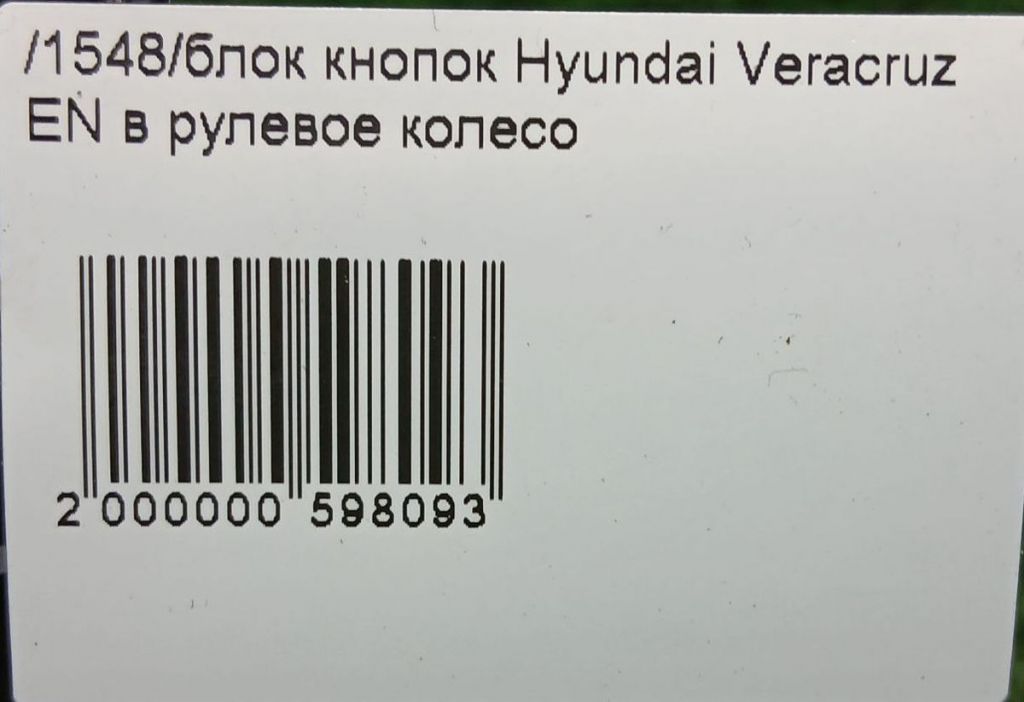 /1548/блок кнопок Hyundai Veracruz
EN в рулевое колесо
2 000000 598093